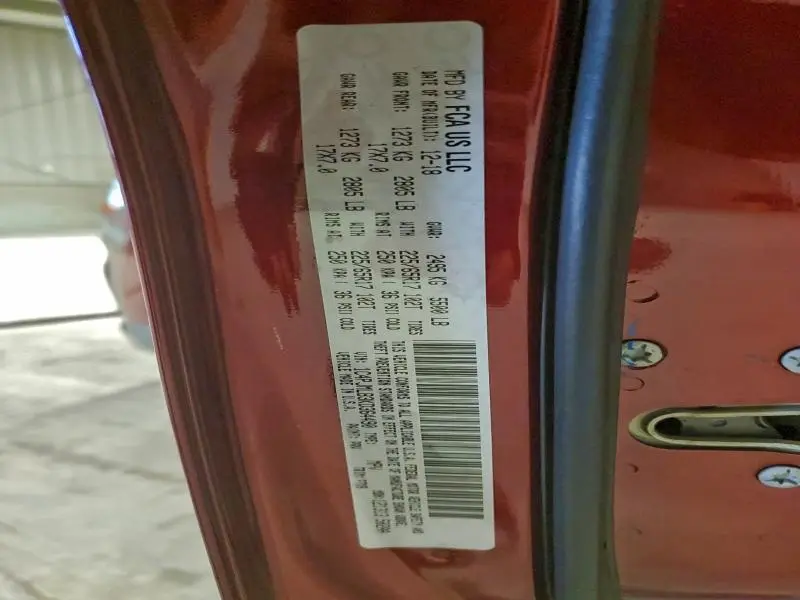 MFD BY FCA US LLC
DATE OF MFR/BUILT: 12-18 GVWR: 2495 KG 5500 LB
GAWR FRONT: 1273 KG 2805 LB WITH 225/65R17 102T TIRES
17X7.0 RIMS AT 250 KPA ( 36 PSI) COLD
GAWR REAR: 1273 KG 2805 LB WITH 225/65R17 102T TIRES
17X7.0 RIMS AT 250 KPA ( 36 PSI) COLD
THIS VEHICLE CONFORMS TO ALL APPLICABLE U.S.A. FEDERAL MOTOR VEHICLE SAFETY AND
THEFT PREVENTION STANDARDS IN EFFECT ON THE DATE OF MANUFACTURE SHOWN ABOVE.
VIN: TYPE: MPV
VEHICLE MADE IN U.S.A. PAINT: TRIM: